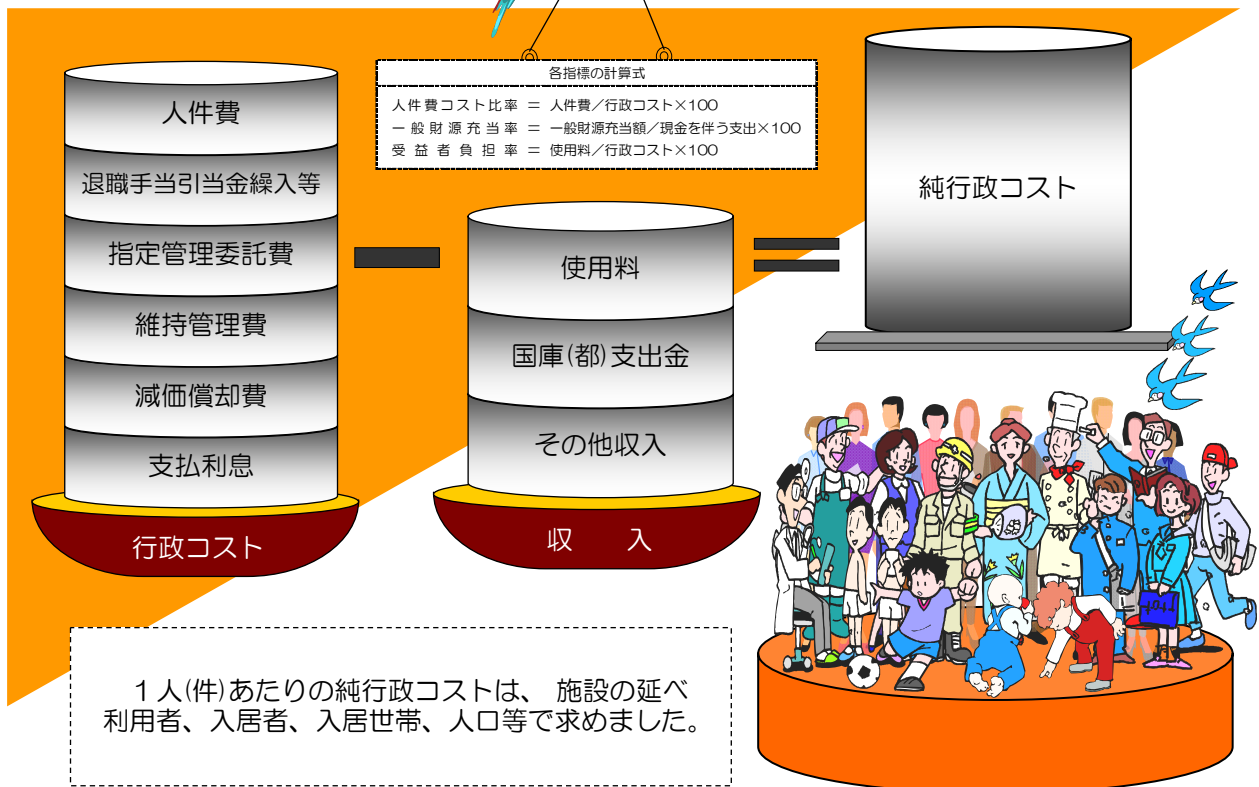 各指標の計算式
人件費コスト比率 ＝ 人件費／行政コスト×100
一般財源充当率 ＝ 一般財源充当額／現金を伴う支出×100
受益者負担率 ＝ 使用料／行政コスト×100
人件費
退職手当引当金繰入等
指定管理委託費
維持管理費
減価償却費
支払利息
行政コスト
使用料
国庫(都)支出金
その他収入
収　入
純行政コスト
１人(件)あたりの純行政コストは、 施設の延べ
利用者、入居者、入居世帯、人口等で求めました。